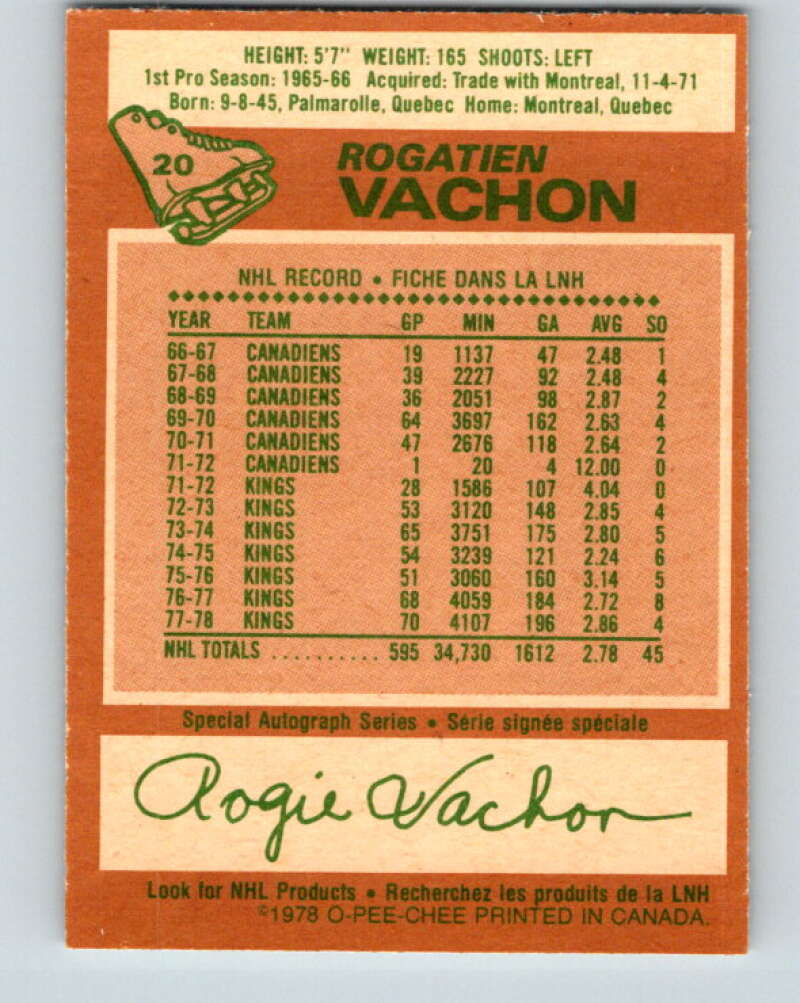 HEIGHT: 5'7" WEIGHT: 165 SHOOTS: LEFT
1st Pro Season: 1965-66 Acquired: Trade with Montreal, 11-4-71
Born: 9-8-45, Palmarolle, Quebec Home: Montreal, Quebec
20
ROGATIEN
VACHON
NHL RECORD • FICHE DANS LA LNH
YEAR TEAM GP MIN GA AVG SO
66-67 CANADIENS 19 1137 47 2.48 1
67-68 CANADIENS 39 2227 92 2.48 4
68-69 CANADIENS 36 2051 98 2.87 2
69-70 CANADIENS 64 3697 162 2.63 4
70-71 CANADIENS 47 2676 118 2.64 2
71-72 CANADIENS 1 20 4 12.00 0
71-72 KINGS 28 1586 107 4.04 0
72-73 KINGS 53 3120 148 2.85 4
73-74 KINGS 65 3751 175 2.80 5
74-75 KINGS 54 3239 121 2.24 6
75-76 KINGS 51 3060 160 3.14 5
76-77 KINGS 68 4059 184 2.72 8
77-78 KINGS 70 4107 196 2.86 4
NHL TOTALS .......... 595 34,730 1612 2.78 45
Special Autograph Series • Série signée spéciale
Rogie Vachon
Look for NHL Products • Recherchez les produits de la LNH
©1978 O-PEE-CHEE PRINTED IN CANADA.